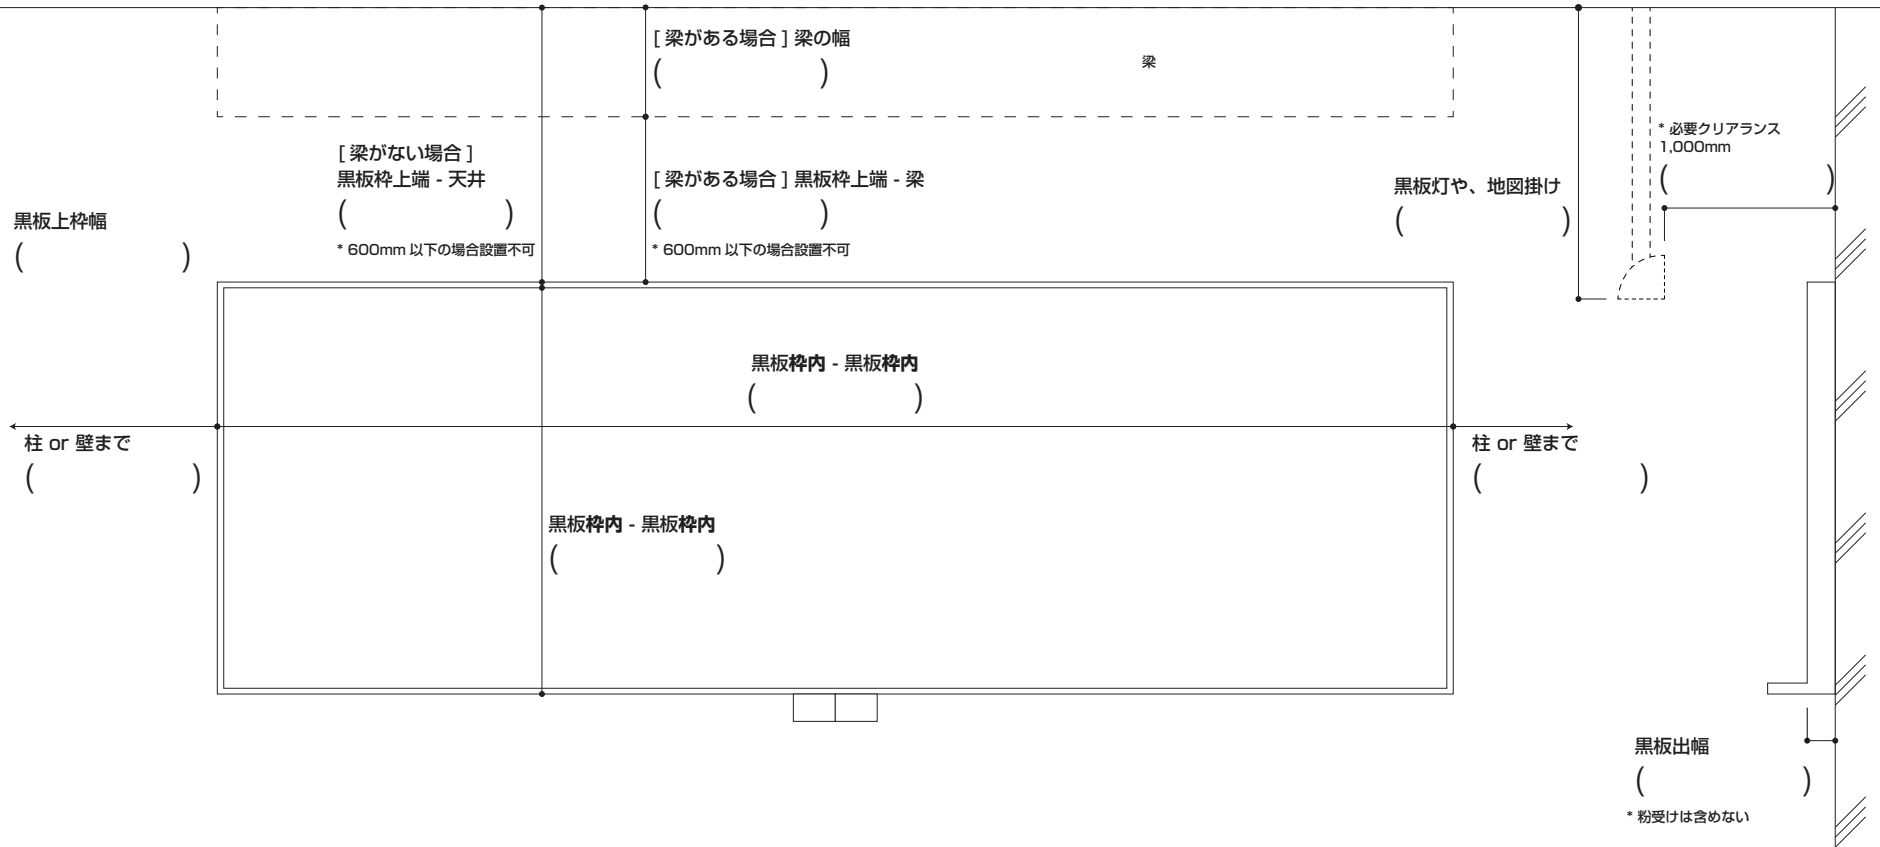 [ 梁がある場合 ] 梁の幅
(　　　　)
梁
[ 梁がない場合 ]
黒板枠上端 - 天井
(　　　　)
* 600mm 以下の場合設置不可
[ 梁がある場合 ] 黒板枠上端 - 梁
(　　　　)
* 600mm 以下の場合設置不可
黒板灯や、地図掛け
(　　　　)
* 必要クリアランス
1,000mm
(　　　　)
黒板上枠幅
(　　　　)
黒板枠内 - 黒板枠内
(　　　　)
柱 or 壁まで
(　　　　)
柱 or 壁まで
(　　　　)
黒板枠内 - 黒板枠内
(　　　　)
黒板出幅
(　　　　)
* 粉受けは含めない